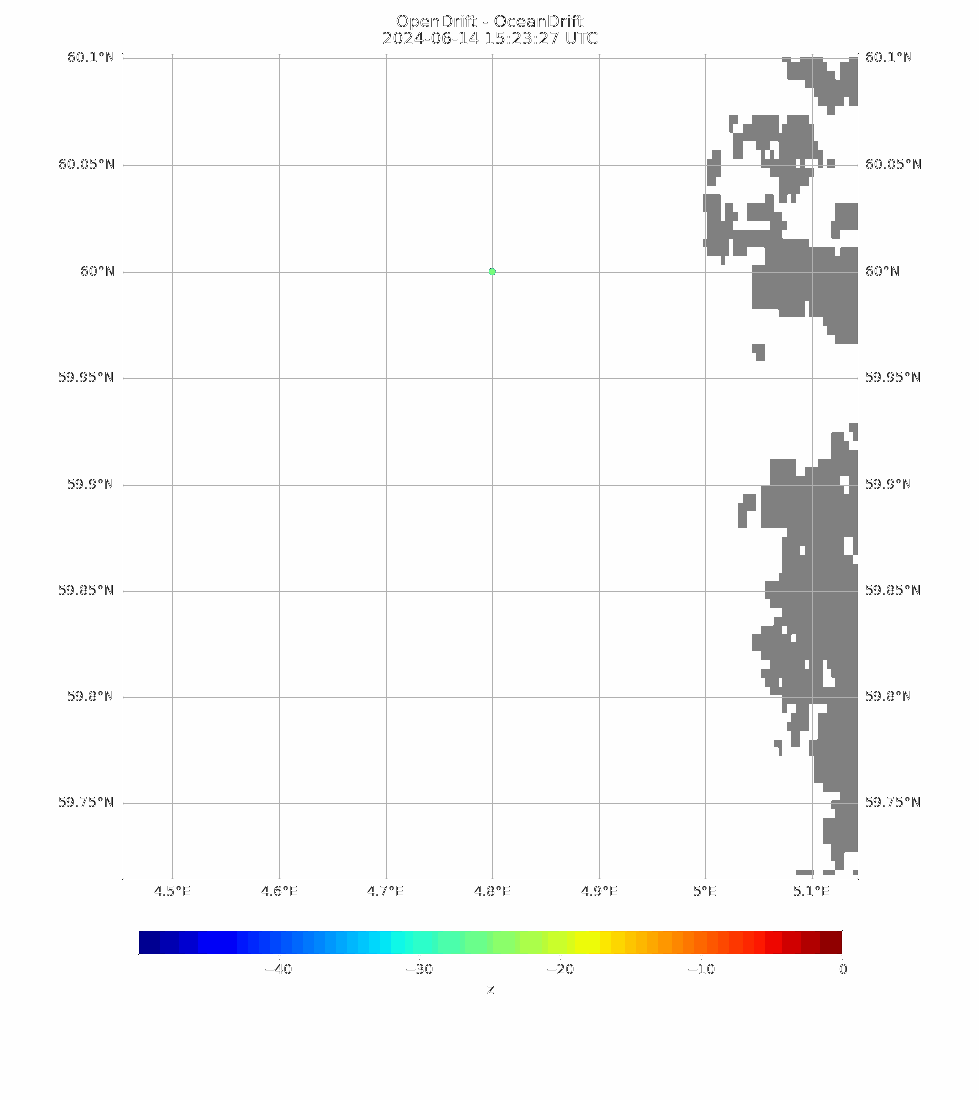 OpenDrift - OceanDrift
2024-06-14 15:23:27 UTC
60.1°N 60.1°N
60.05°N 60.05°N
60°N 60°N
59.95°N 59.95°N
59.9°N 59.9°N
59.85°N 59.85°N
59.8°N 59.8°N
59.75°N 59.75°N
4.5°E 4.6°E 4.7°E 4.8°E 4.9°E 5°E 5.1°E
−40 −30 −20 −10 0
z